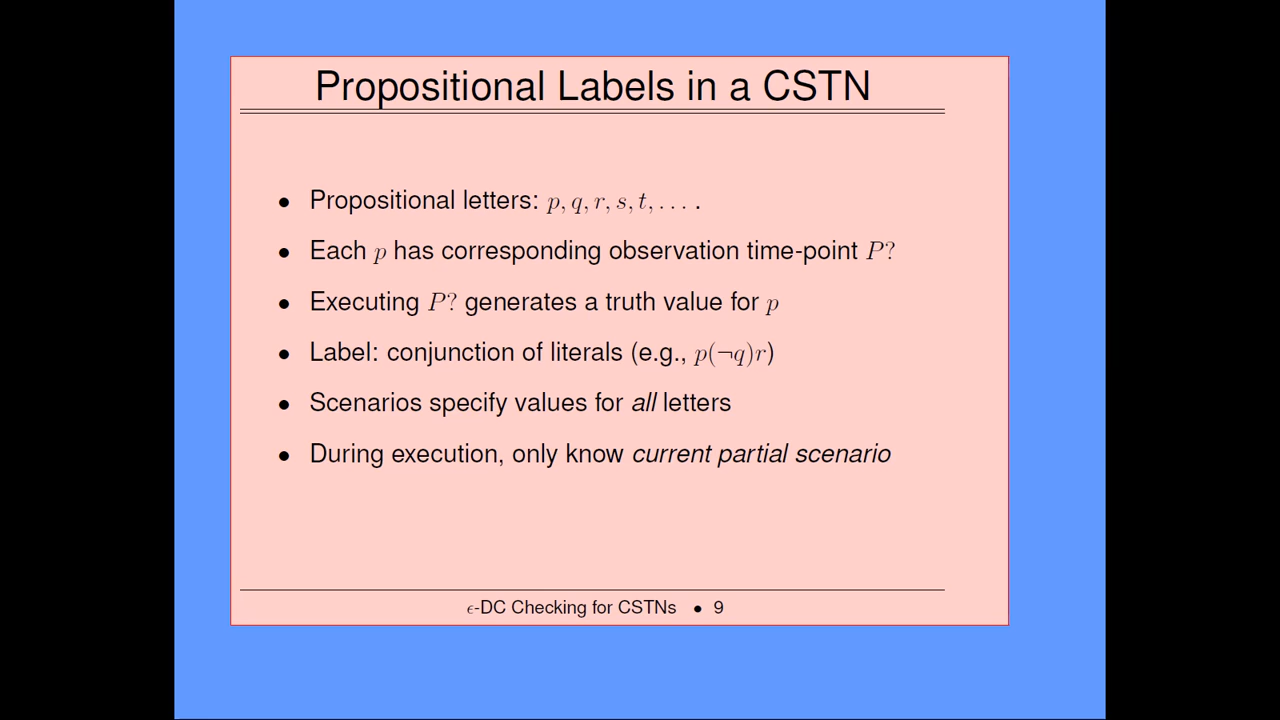 Propositional Labels in a CSTN
• Propositional letters: p, q, r, s, t, . . . .
• Each p has corresponding observation time-point P?
• Executing P? generates a truth value for p
• Label: conjunction of literals (e.g., p(¬q)r)
• Scenarios specify values for all letters
• During execution, only know current partial scenario
ϵ-DC Checking for CSTNs • 9